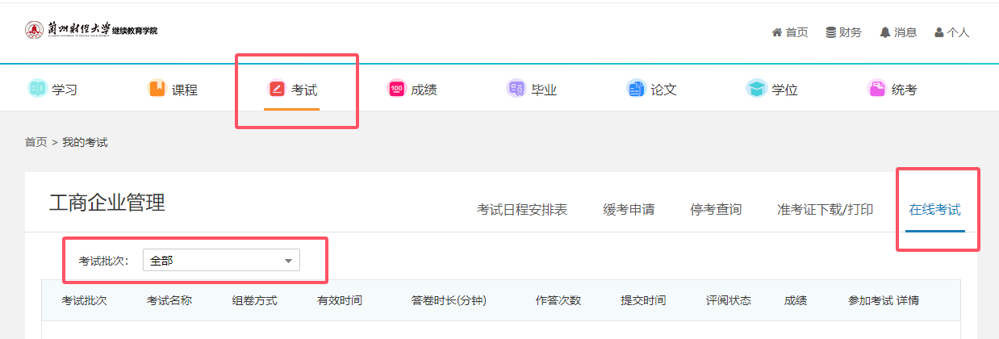 兰州财经大学继续教育学院
首页 财务 消息 个人
学习 课程 考试 100 成绩 毕业 论文 学位 统考
首页 > 我的考试
工商企业管理 考试日程安排表 缓考申请 停考查询 准考证下载/打印 在线考试
考试批次: 全部
考试批次 考试名称 组卷方式 有效时间 答卷时长(分钟) 作答次数 提交时间 评阅状态 成绩 参加考试 详情